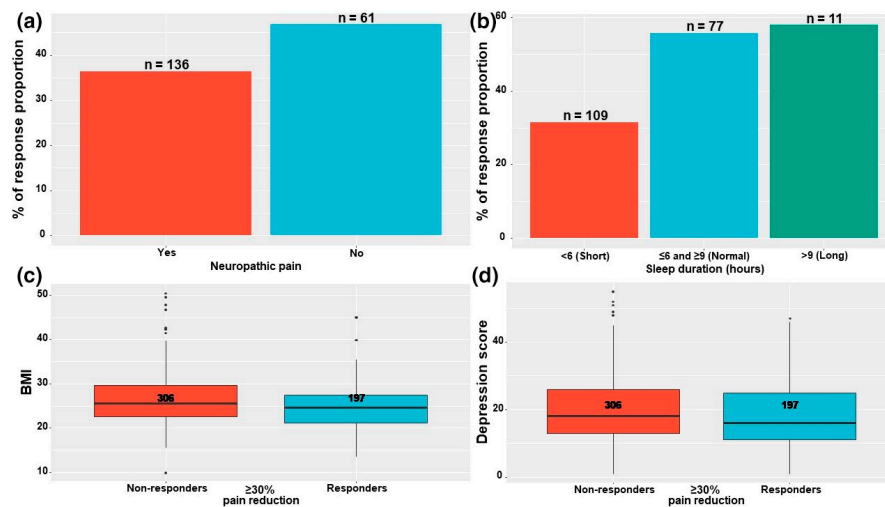 (a)
% of response proportion
40
30
20
10
0
n = 136
n = 61
Yes
No
Neuropathic pain
(b)
% of response proportion
60
40
20
0
n = 109
n = 77
n = 11
<6 (Short)
≤6 and ≥9 (Normal)
>9 (Long)
Sleep duration (hours)
(c)
BMI
50
40
30
20
10
306
197
Non-responders
≥30%
Responders
pain reduction
(d)
Depression score
40
20
0
306
197
Non-responders
≥30%
Responders
pain reduction